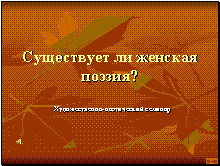 Существует ли женская
поэзия?
Художественно-поэтический семинар